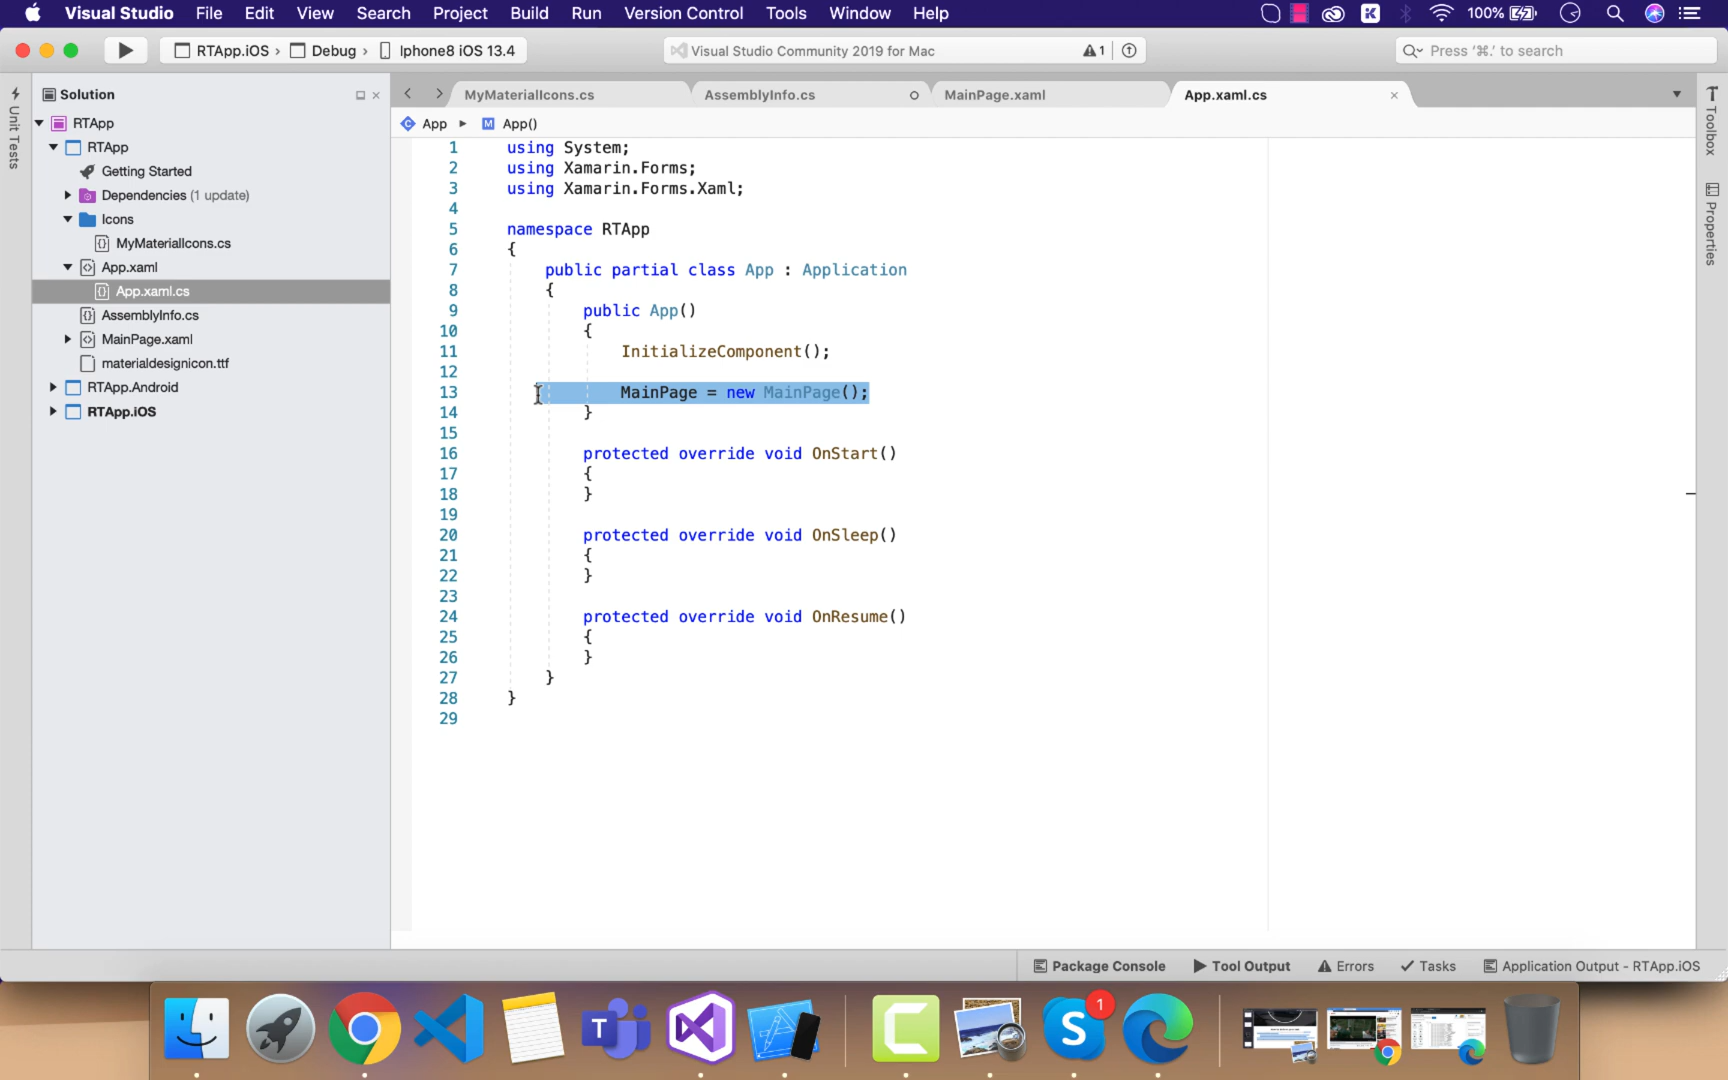 Visual Studio File Edit View Search Project Build Run Version Control Tools Window Help 100%
RTApp.iOS › Debug › Iphone8 iOS 13.4 Visual Studio Community 2019 for Mac 1 Press '⌘.' to search
Unit Tests
Solution
RTApp
RTApp
Getting Started
Dependencies (1 update)
Icons
MyMaterialIcons.cs
App.xaml
App.xaml.cs
AssemblyInfo.cs
MainPage.xaml
materialdesignicon.ttf
RTApp.Android
RTApp.iOS
MyMaterialIcons.cs AssemblyInfo.cs MainPage.xaml App.xaml.cs
App App()
1 using System;
2 using Xamarin.Forms;
3 using Xamarin.Forms.Xaml;
4
5 namespace RTApp
6 {
7 public partial class App : Application
8 {
9 public App()
10 {
11 InitializeComponent();
12
13 MainPage = new MainPage();
14 }
15
16 protected override void OnStart()
17 {
18 }
19
20 protected override void OnSleep()
21 {
22 }
23
24 protected override void OnResume()
25 {
26 }
27 }
28 }
29
Toolbox
Properties
Package Console Tool Output Errors Tasks Application Output - RTApp.iOS
T
S
1